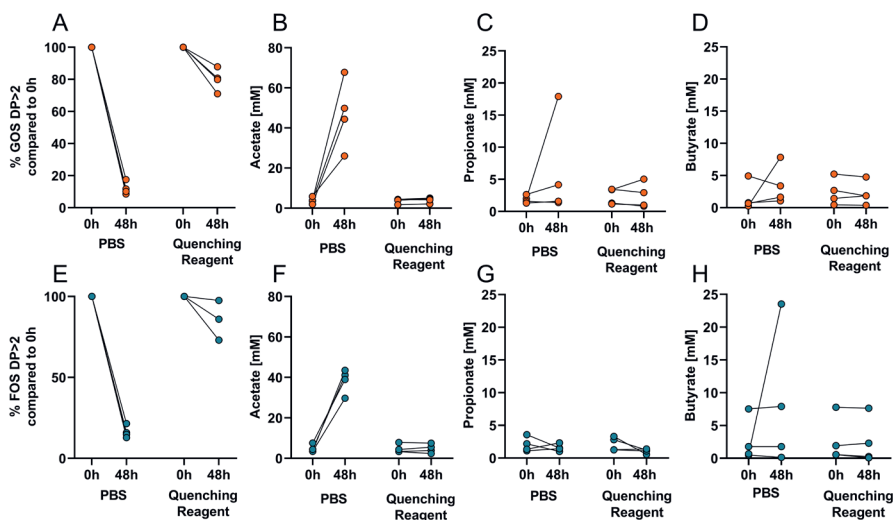 A
% GOS DP>2
compared to 0h
100
80
60
40
20
0
0h 48h 0h 48h
PBS Quenching
Reagent
B
Acetate [mM]
80
60
40
20
0
0h 48h 0h 48h
PBS Quenching
Reagent
C
Propionate [mM]
25
20
15
10
5
0
0h 48h 0h 48h
PBS Quenching
Reagent
D
Butyrate [mM]
25
20
15
10
5
0
0h 48h 0h 48h
PBS Quenching
Reagent
E
% FOS DP>2
compared to 0h
100
50
0
0h 48h 0h 48h
PBS Quenching
Reagent
F
Acetate [mM]
80
60
40
20
0
0h 48h 0h 48h
PBS Quenching
Reagent
G
Propionate [mM]
25
20
15
10
5
0
0h 48h 0h 48h
PBS Quenching
Reagent
H
Butyrate [mM]
25
20
15
10
5
0
0h 48h 0h 48h
PBS Quenching
Reagent